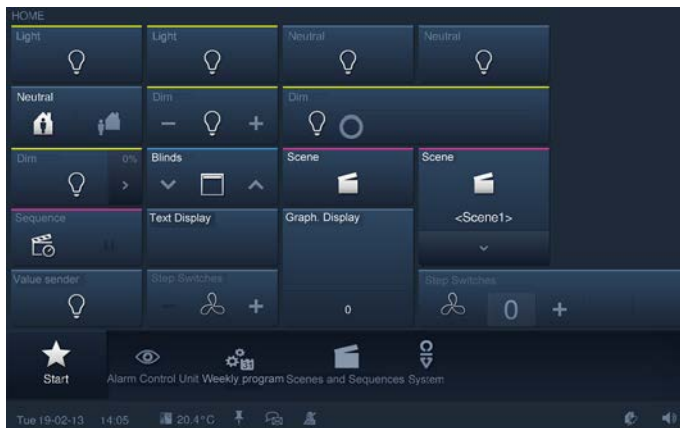 HOME
Light Light Neutral Neutral
Neutral Dim Dim
Dim 0% Blinds Scene Scene
<Scene1>
Sequence Text Display Graph. Display
Value sender Step Switches 0 Step Switches
0
Start Alarm Control Unit Weekly program Scenes and Sequences System
31
Tue 19-02-13 14:05 20.4°C